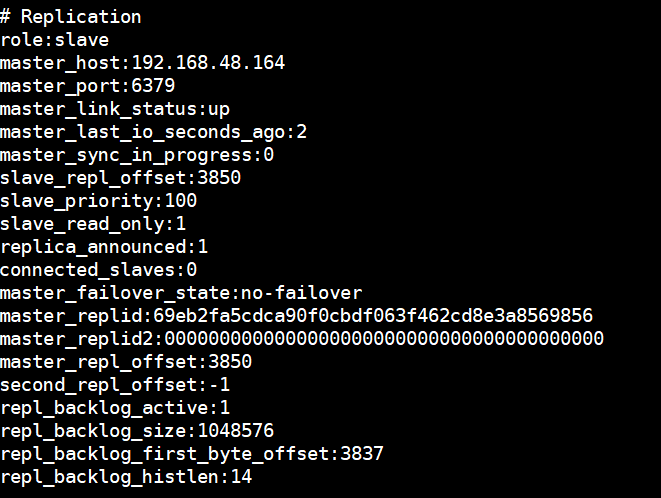 # Replication
role:slave
master_host:192.168.48.164
master_port:6379
master_link_status:up
master_last_io_seconds_ago:2
master_sync_in_progress:0
slave_repl_offset:3850
slave_priority:100
slave_read_only:1
replica_announced:1
connected_slaves:0
master_failover_state:no-failover
master_replid:69eb2fa5cdca90f0cbdf063f462cd8e3a8569856
master_replid2:0000000000000000000000000000000000000000
master_repl_offset:3850
second_repl_offset:-1
repl_backlog_active:1
repl_backlog_size:1048576
repl_backlog_first_byte_offset:3837
repl_backlog_histlen:14